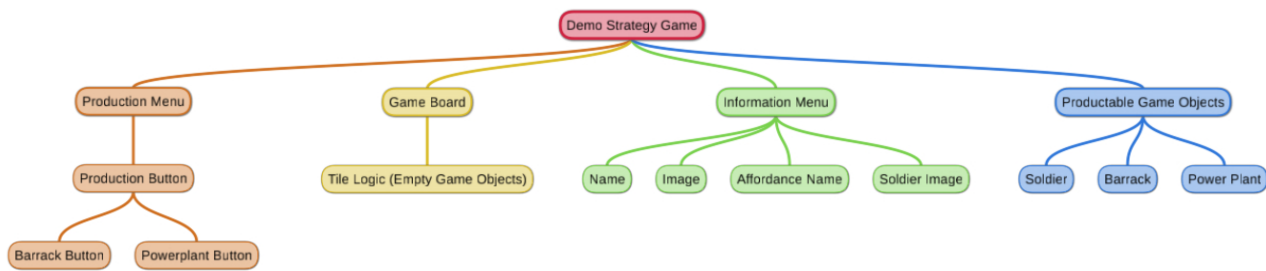 Demo Strategy Game
Production Menu
Game Board
Information Menu
Productable Game Objects
Production Button
Tile Logic (Empty Game Objects)
Name
Image
Affordance Name
Soldier Image
Soldier
Barrack
Power Plant
Barrack Button
Powerplant Button